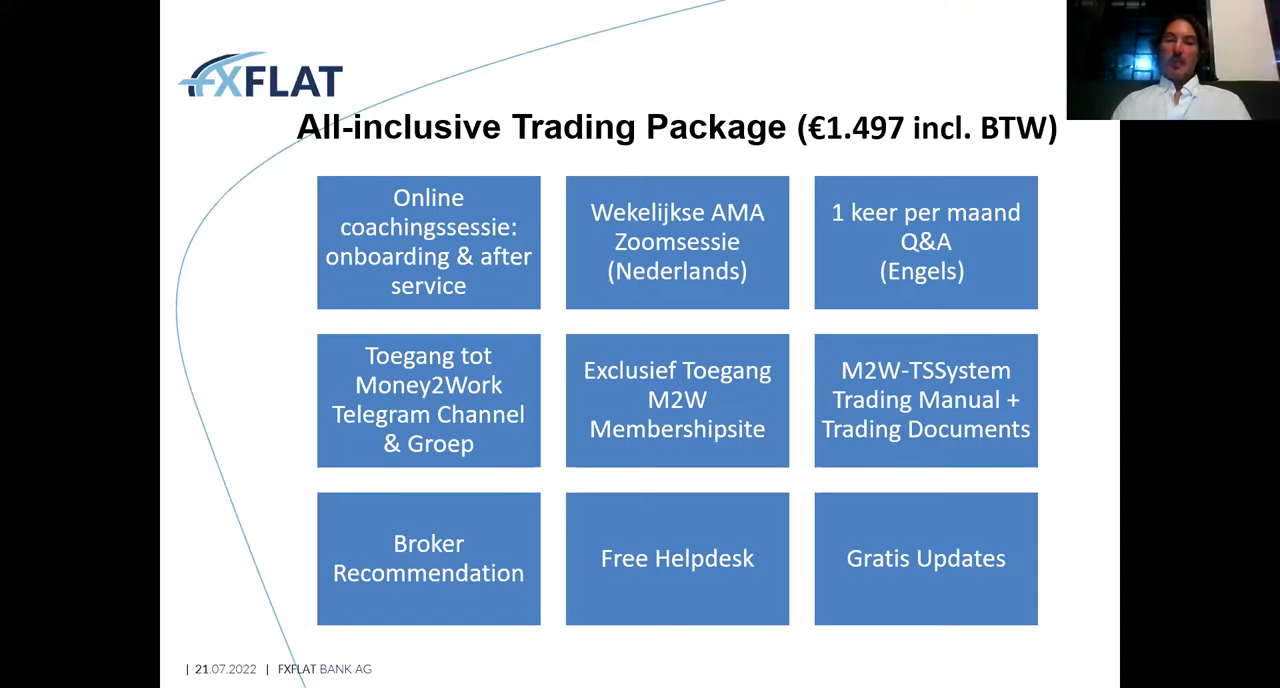 FXFLAT
All-inclusive Trading Package (€1.497 incl. BTW)
Online
coachingssessie:
onboarding & after
service
Wekelijkse AMA
Zoomsessie
(Nederlands)
1 keer per maand
Q&A
(Engels)
Toegang tot
Money2Work
Telegram Channel
& Groep
Exclusief Toegang
M2W
Membershipsite
M2W-TSSystem
Trading Manual +
Trading Documents
Broker
Recommendation
Free Helpdesk
Gratis Updates
| 21.07.2022 | FXFLAT BANK AG